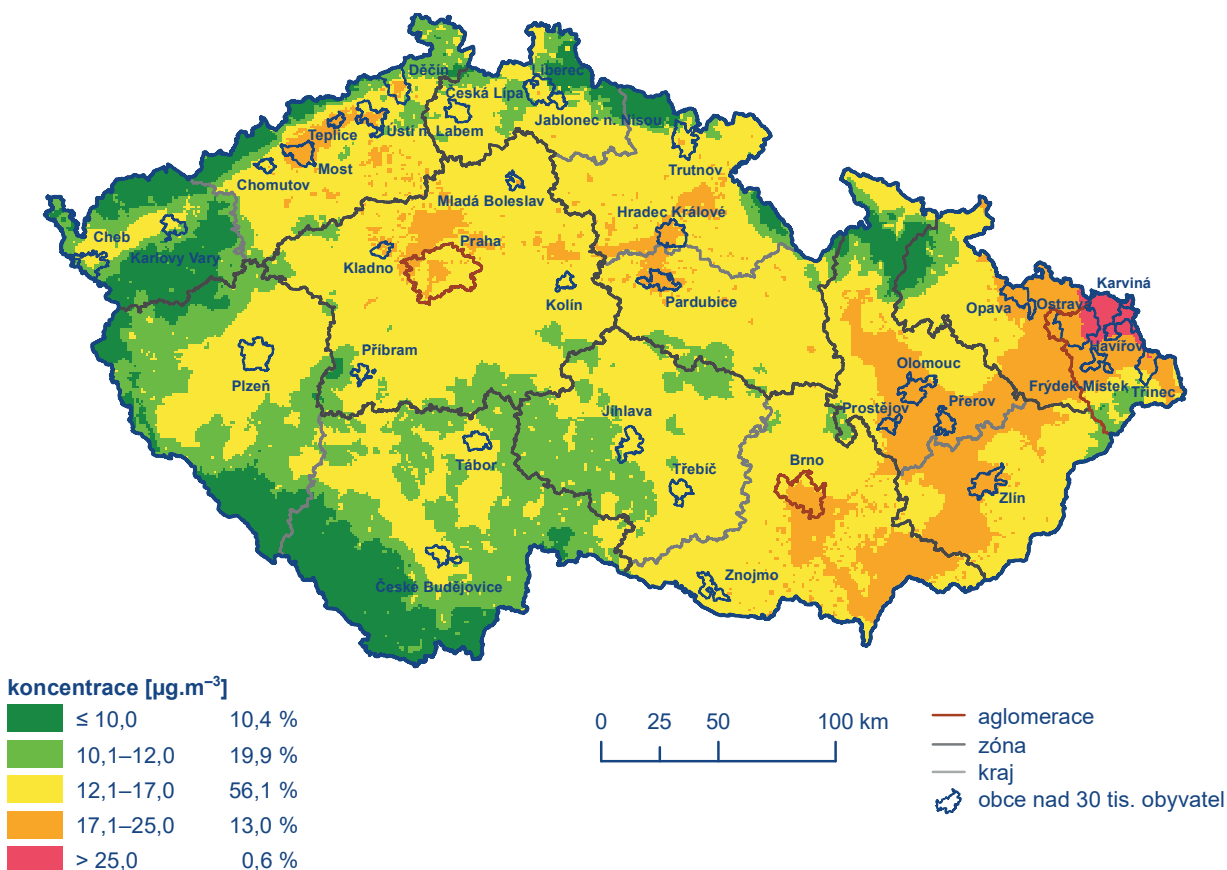 Děčín
Liberec
Česká Lípa
Jablonec n. Nisou
Ústí n. Labem
Teplice
Most
Chomutov
Trutnov
Mladá Boleslav
Hradec Králové
Cheb
Karlovy Vary
Praha
Kladno
Kolín
Pardubice
Karviná
Opava
Ostrava
Havířov
Plzeň
Příbram
Olomouc
Frýdek Místek
Třinec
Prostějov
Přerov
Jihlava
Tábor
Třebíč
Brno
Zlín
Znojmo
České Budějovice
koncentrace [µg.m⁻³]
≤ 10,0 10,4 %
10,1–12,0 19,9 %
12,1–17,0 56,1 %
17,1–25,0 13,0 %
> 25,0 0,6 %
0 25 50 100 km
aglomerace
zóna
kraj
obce nad 30 tis. obyvatel